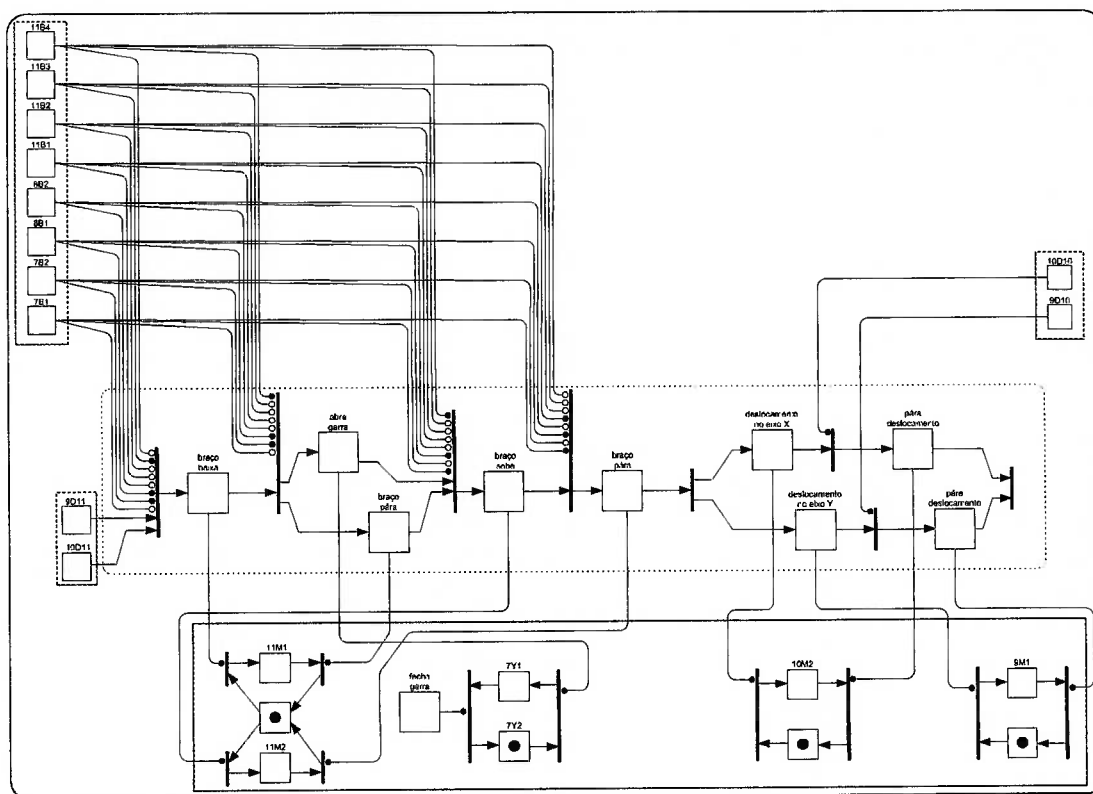 11B4
11B3
11B2
11B1
8B2
8B1
7B2
7B1
10D10
9D10
9D11
10D11
braço
baixa
abre
garra
braço
pára
braço
sobe
braço
pára
deslocamento
no eixo X
pára
deslocamento
deslocamento
no eixo Y
pára
deslocamento
11M1
11M2
fecha
garra
7Y1
7Y2
10M2
9M1